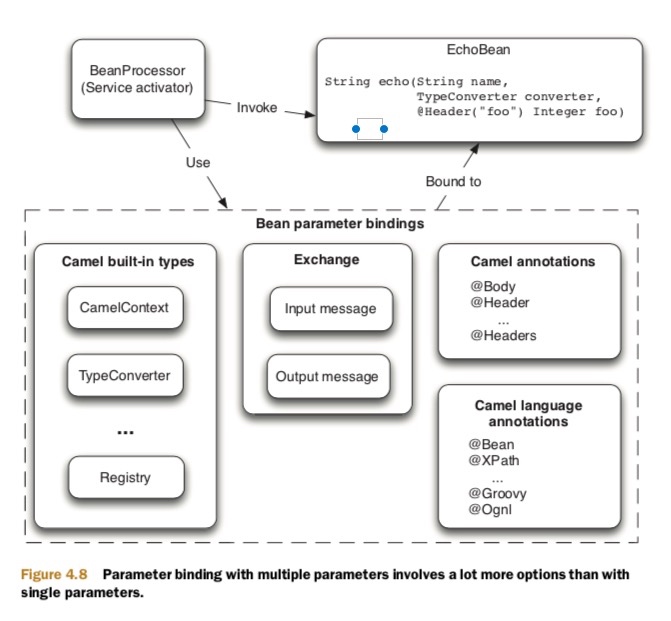 BeanProcessor
(Service activator)
EchoBean
String echo(String name,
TypeConverter converter,
@Header("foo") Integer foo)
Invoke
Use
Bound to
Bean parameter bindings
Camel built-in types
CamelContext
TypeConverter
...
Registry
Exchange
Input message
Output message
Camel annotations
@Body
@Header
...
@Headers
Camel language
annotations
@Bean
@XPath
...
@Groovy
@Ognl
Figure 4.8 Parameter binding with multiple parameters involves a lot more options than with
single parameters.